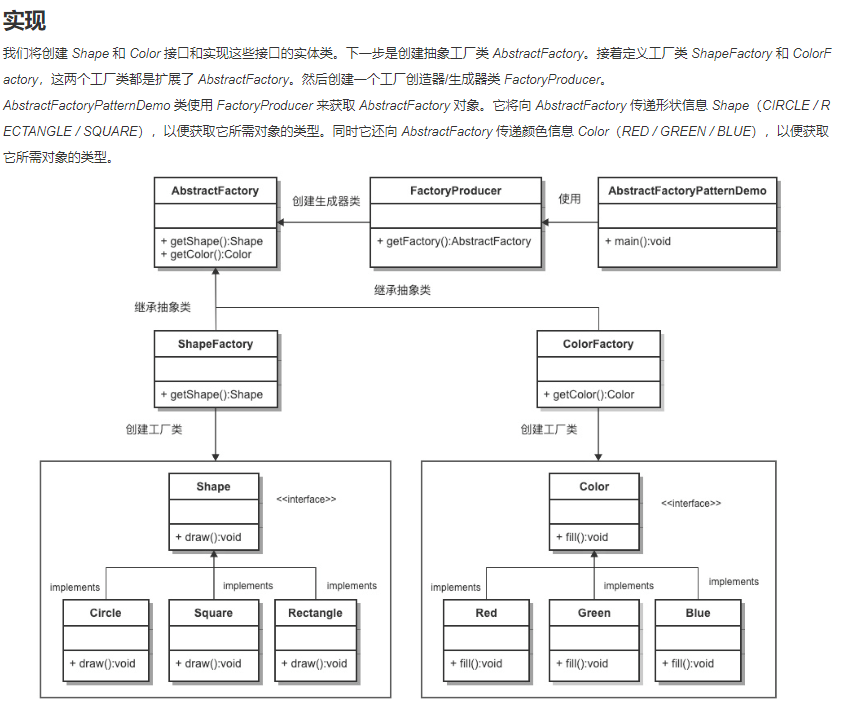 实现
我们将创建 Shape 和 Color 接口和实现这些接口的实体类。下一步是创建抽象工厂类 AbstractFactory。接着定义工厂类 ShapeFactory 和 ColorF
actory，这两个工厂类都是扩展了 AbstractFactory。然后创建一个工厂创造器/生成器类 FactoryProducer。
AbstractFactoryPatternDemo 类使用 FactoryProducer 来获取 AbstractFactory 对象。它将向 AbstractFactory 传递形状信息 Shape（CIRCLE / R
ECTANGLE / SQUARE），以便获取它所需对象的类型。同时它还向 AbstractFactory 传递颜色信息 Color（RED / GREEN / BLUE），以便获取
它所需对象的类型。
AbstractFactory
+ getShape():Shape
+ getColor():Color
创建生成器类
FactoryProducer
+ getFactory():AbstractFactory
使用
AbstractFactoryPatternDemo
+ main():void
继承抽象类
继承抽象类
ShapeFactory
+ getShape():Shape
ColorFactory
+ getColor():Color
创建工厂类
创建工厂类
Shape
<<interface>>
+ draw():void
implements
implements
implements
Circle
+ draw():void
Square
+ draw():void
Rectangle
+ draw():void
Color
<<interface>>
+ fill():void
implements
implements
implements
Red
+ fill():void
Green
+ fill():void
Blue
+ fill():void